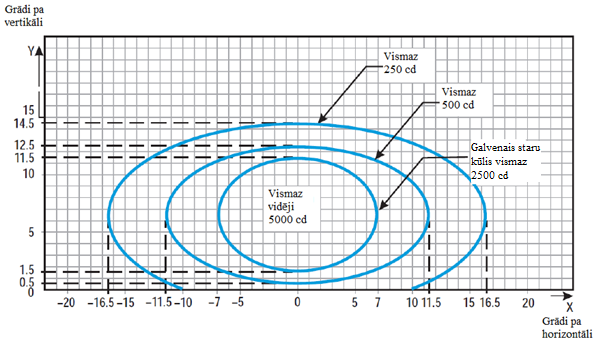 Grādi pa
vertikāli
Y
Vismaz
250 cd
Vismaz
500 cd
Galvenais staru
kūlis vismaz
2500 cd
Vismaz
vidēji
5000 cd
15
14.5
12.5
11.5
10
5
1.5
0.5
0
-20 -16.5 -15 -11.5 -10 -7 -5 0 5 7 10 11.5 15 16.5 20
X
Grādi pa
horizontāli